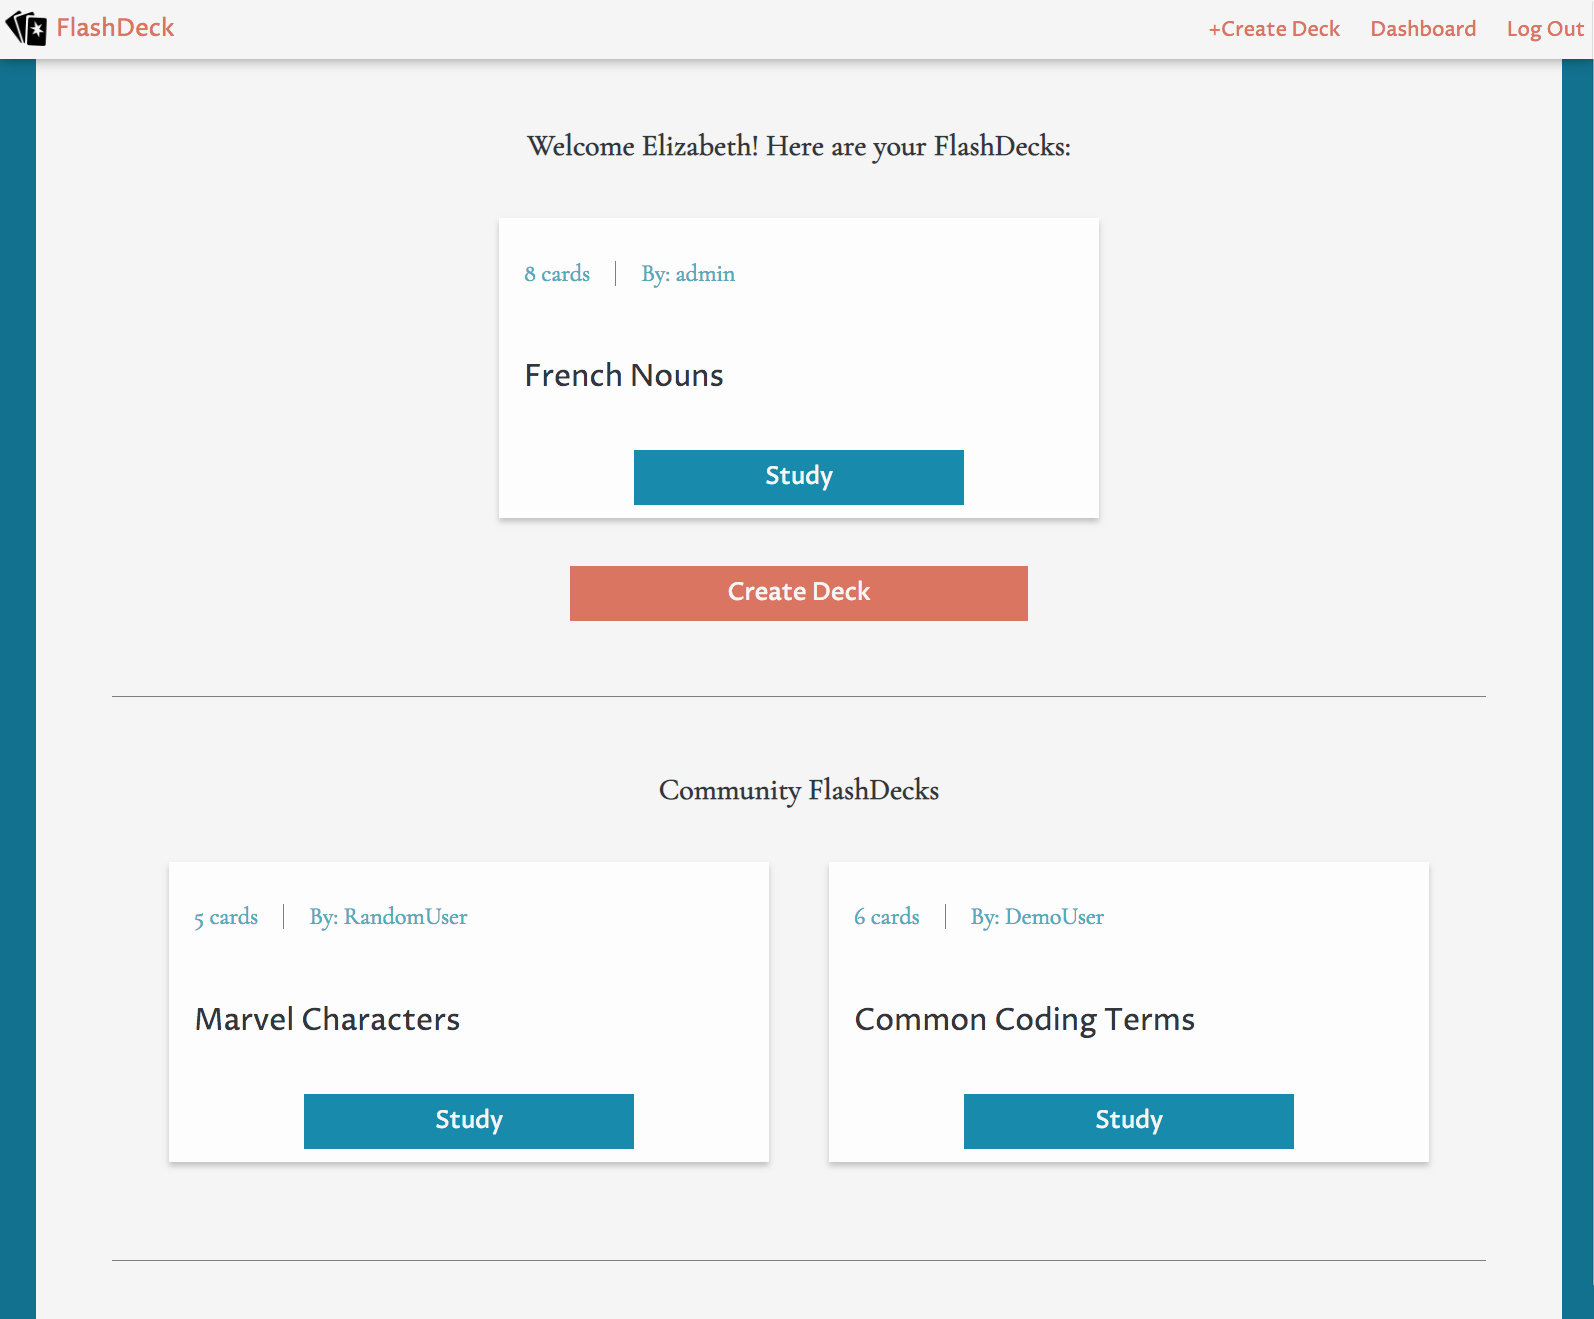 FlashDeck
+Create Deck
Dashboard
Log Out
Welcome Elizabeth! Here are your FlashDecks:
8 cards
By: admin
French Nouns
Study
Create Deck
Community FlashDecks
5 cards
By: RandomUser
Marvel Characters
Study
6 cards
By: DemoUser
Common Coding Terms
Study